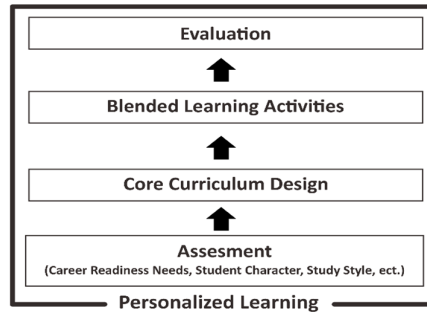 Evaluation
Blended Learning Activities
Core Curriculum Design
Assesment
(Career Readiness Needs, Student Character, Study Style, ect.)
Personalized Learning